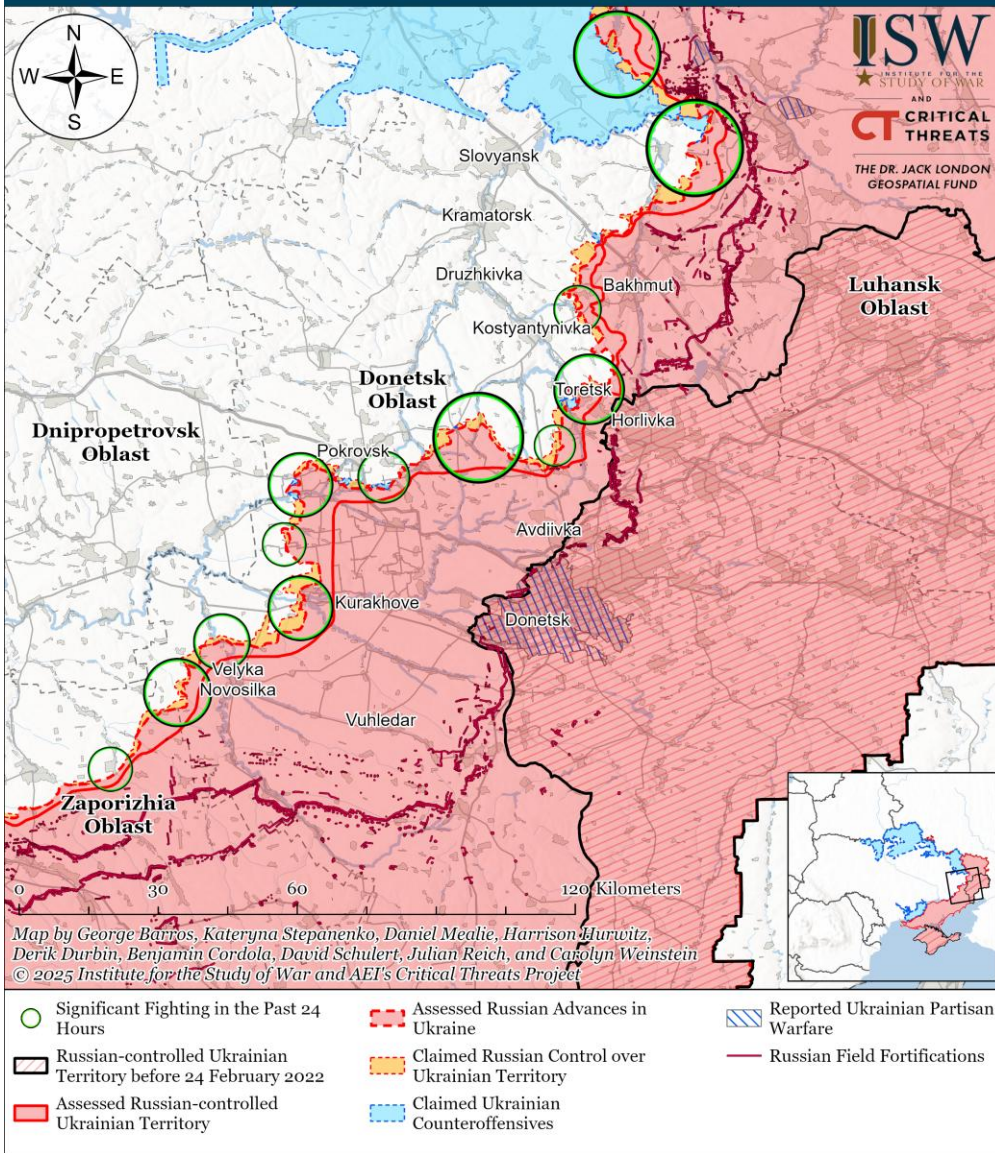 N
W E
S
ISW
INSTITUTE FOR THE
STUDY OF WAR
AND
CT CRITICAL
THREATS
THE DR. JACK LONDON
GEOSPATIAL FUND
Slovyansk
Kramatorsk
Druzhkivka
Bakhmut
Luhansk
Oblast
Kostyantynivka
Donetsk
Oblast
Toretsk
Horlivka
Dnipropetrovsk
Oblast
Pokrovsk
Avdiivka
Kurakhove
Donetsk
Velyka
Novosilka
Vuhledar
Zaporizhia
Oblast
0 30 60 120 Kilometers
Map by George Barros, Kateryna Stepanenko, Daniel Mealie, Harrison Hurwitz,
Derik Durbin, Benjamin Cordola, David Schulert, Julian Reich, and Carolyn Weinstein
© 2025 Institute for the Study of War and AEI's Critical Threats Project
Significant Fighting in the Past 24
Hours
Russian-controlled Ukrainian
Territory before 24 February 2022
Assessed Russian-controlled
Ukrainian Territory
Assessed Russian Advances in
Ukraine
Claimed Russian Control over
Ukrainian Territory
Claimed Ukrainian
Counteroffensives
Reported Ukrainian Partisan
Warfare
Russian Field Fortifications